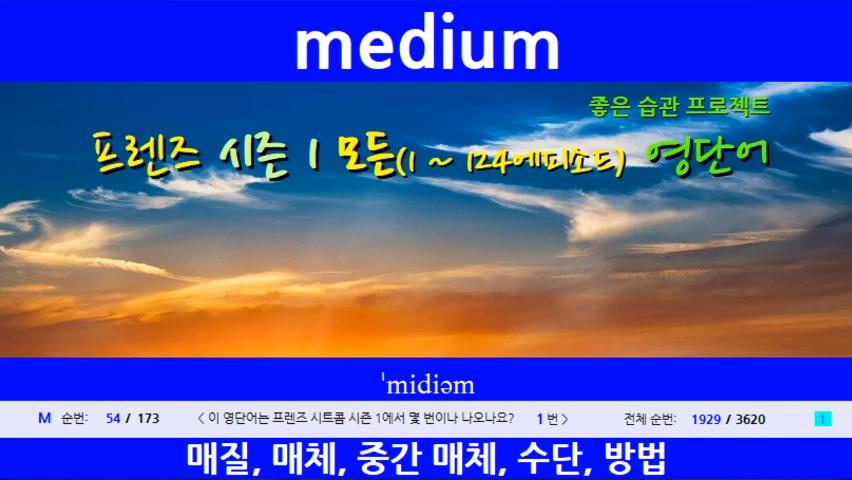 medium
좋은 습관 프로젝트
프렌즈 시즌 1 모든(1 ~ 124에피소드) 영단어
ˈmidiəm
M 순번: 54 / 173 < 이 영단어는 프렌즈 시트콤 시즌 1에서 몇 번이나 나오나요? 1 번 > 전체 순번: 1929 / 3620 1
매질, 매체, 중간 매체, 수단, 방법